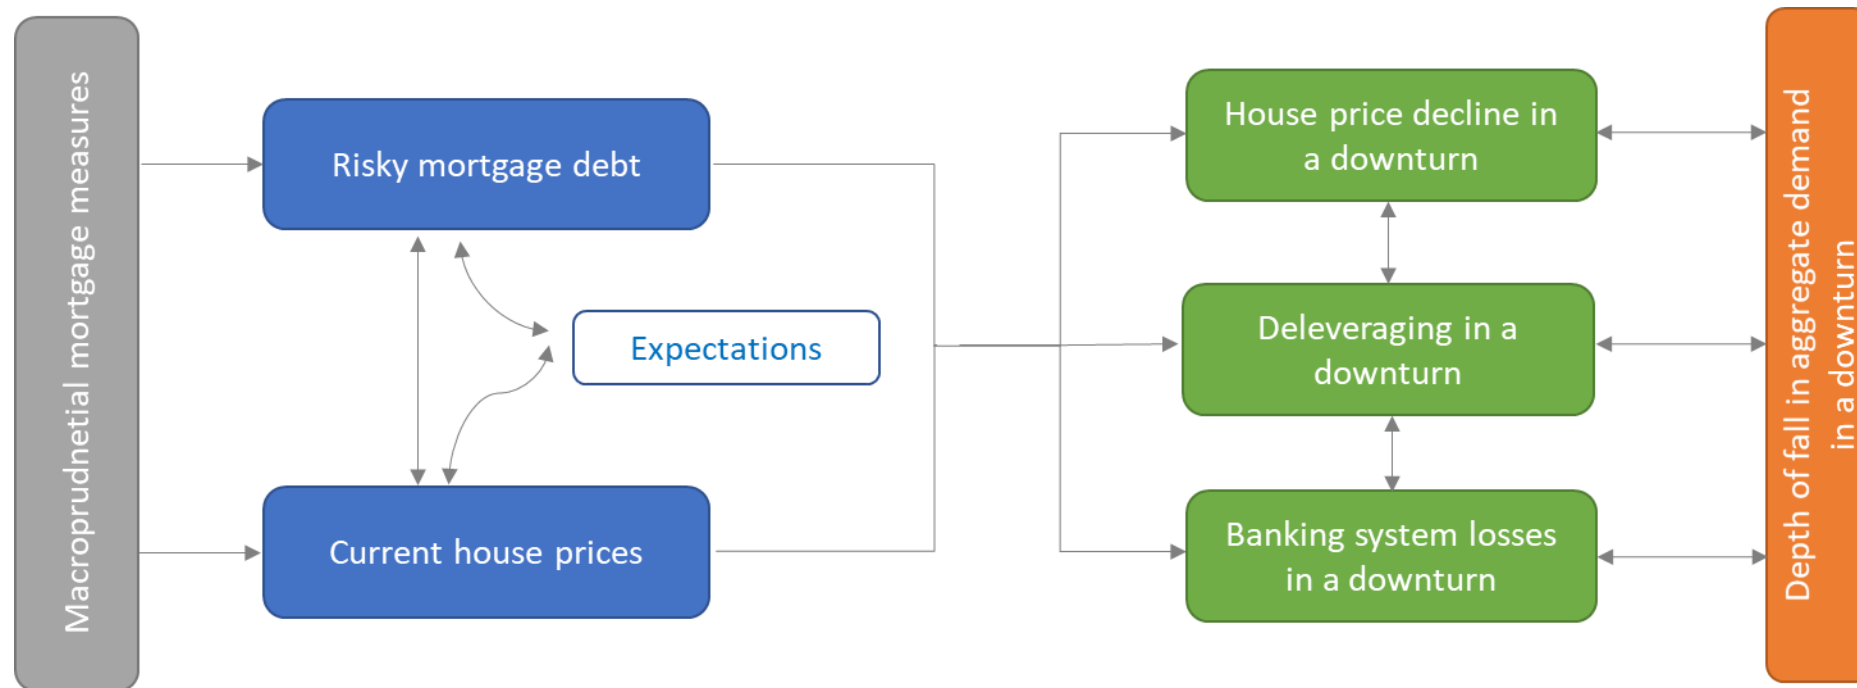 Macroprudnetial mortgage measures
Risky mortgage debt
Expectations
Current house prices
House price decline in
a downturn
Deleveraging in a
downturn
Banking system losses
in a downturn
Depth of fall in aggregate demand
in a downturn